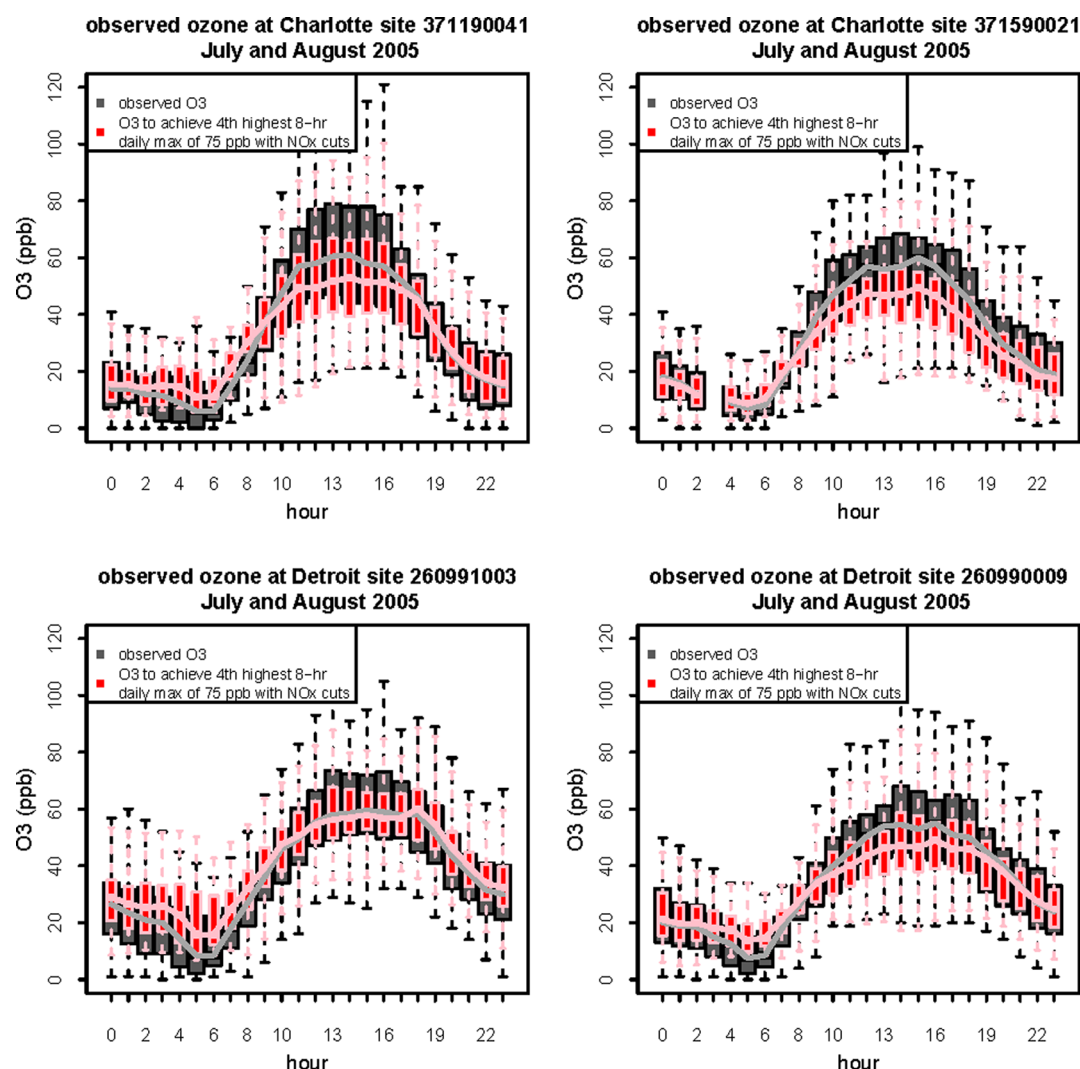 observed ozone at Charlotte site 371190041
July and August 2005
O3 (ppb)
120
100
80
60
40
20
0
observed O3
O3 to achieve 4th highest 8-hr
daily max of 75 ppb with NOx cuts
0 2 4 6 8 10 13 16 19 22
hour
observed ozone at Charlotte site 371590021
July and August 2005
O3 (ppb)
120
100
80
60
40
20
0
observed O3
O3 to achieve 4th highest 8-hr
daily max of 75 ppb with NOx cuts
0 2 4 6 8 10 13 16 19 22
hour
observed ozone at Detroit site 260991003
July and August 2005
O3 (ppb)
120
100
80
60
40
20
0
observed O3
O3 to achieve 4th highest 8-hr
daily max of 75 ppb with NOx cuts
0 2 4 6 8 10 13 16 19 22
hour
observed ozone at Detroit site 260990009
July and August 2005
O3 (ppb)
120
100
80
60
40
20
0
observed O3
O3 to achieve 4th highest 8-hr
daily max of 75 ppb with NOx cuts
0 2 4 6 8 10 13 16 19 22
hour